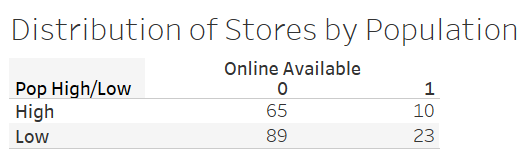 Distribution of Stores by Population
Online Available
Pop High/Low 0 1
High 65 10
Low 89 23